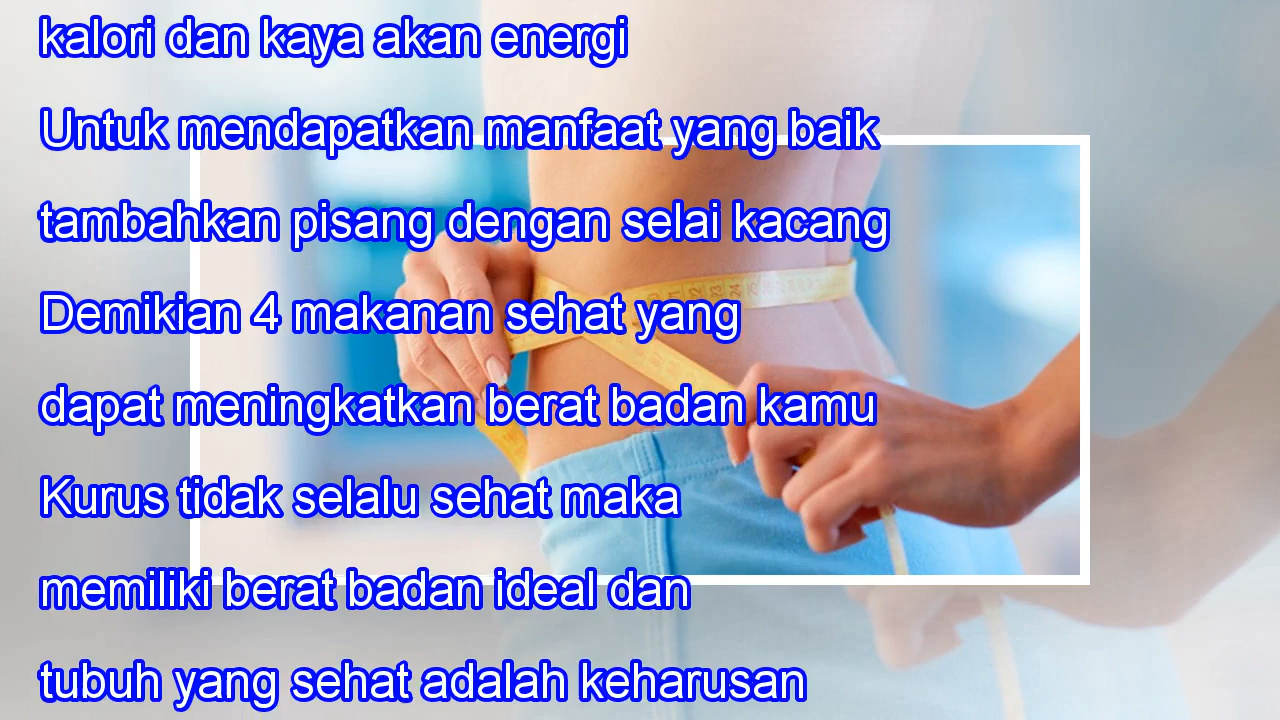 kalori dan kaya akan energi
Untuk mendapatkan manfaat yang baik
tambahkan pisang dengan selai kacang
Demikian 4 makanan sehat yang
dapat meningkatkan berat badan kamu
Kurus tidak selalu sehat maka
memiliki berat badan ideal dan
tubuh yang sehat adalah keharusan